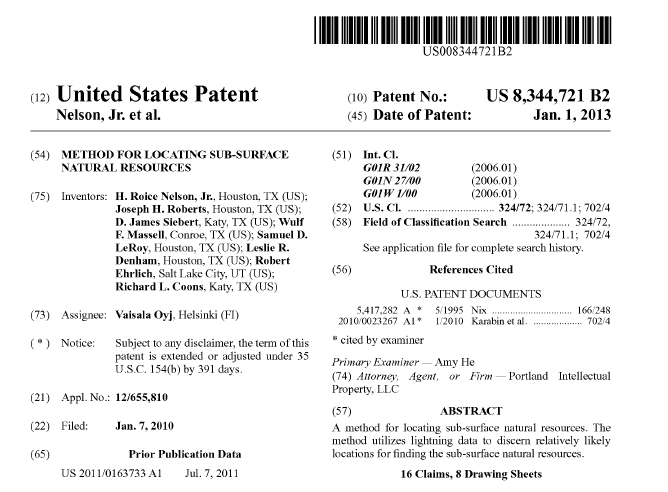 US008344721B2
(12) United States Patent
Nelson, Jr. et al.
(10) Patent No.: US 8,344,721 B2
(45) Date of Patent: Jan. 1, 2013
(54) METHOD FOR LOCATING SUB-SURFACE
NATURAL RESOURCES
(75) Inventors: H. Roice Nelson, Jr., Houston, TX (US);
Joseph H. Roberts, Houston, TX (US);
D. James Siebert, Katy, TX (US); Wulf
F. Massell, Conroe, TX (US); Samuel D.
LeRoy, Houston, TX (US); Leslie R.
Denham, Houston, TX (US); Robert
Ehrlich, Salt Lake City, UT (US);
Richard L. Coons, Katy, TX (US)
(73) Assignee: Vaisala Oyj, Helsinki (FI)
( * ) Notice: Subject to any disclaimer, the term of this
patent is extended or adjusted under 35
U.S.C. 154(b) by 391 days.
(21) Appl. No.: 12/655,810
(22) Filed: Jan. 7, 2010
(65) Prior Publication Data
US 2011/0163733 A1 Jul. 7, 2011
(51) Int. Cl.
G01R 31/02 (2006.01)
G01N 27/00 (2006.01)
G01W 1/00 (2006.01)
(52) U.S. Cl. .............................. 324/72; 324/71.1; 702/4
(58) Field of Classification Search .................... 324/72,
324/71.1; 702/4
See application file for complete search history.
(56) References Cited
U.S. PATENT DOCUMENTS
5,417,282 A * 5/1995 Nix .............................. 166/248
2010/0023267 A1 * 1/2010 Karabin et al. .................. 702/4
* cited by examiner
Primary Examiner — Amy He
(74) Attorney, Agent, or Firm — Portland Intellectual
Property, LLC
(57) ABSTRACT
A method for locating sub-surface natural resources. The
method utilizes lightning data to discern relatively likely
locations for finding the sub-surface natural resources.
16 Claims, 8 Drawing Sheets